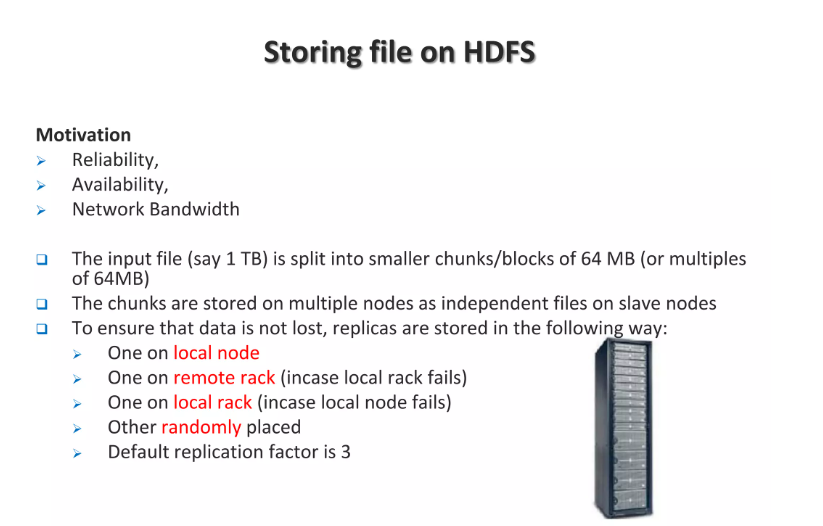 Storing file on HDFS
Motivation
Reliability,
Availability,
Network Bandwidth
The input file (say 1 TB) is split into smaller chunks/blocks of 64 MB (or multiples
of 64MB)
The chunks are stored on multiple nodes as independent files on slave nodes
To ensure that data is not lost, replicas are stored in the following way:
One on local node
One on remote rack (incase local rack fails)
One on local rack (incase local node fails)
Other randomly placed
Default replication factor is 3